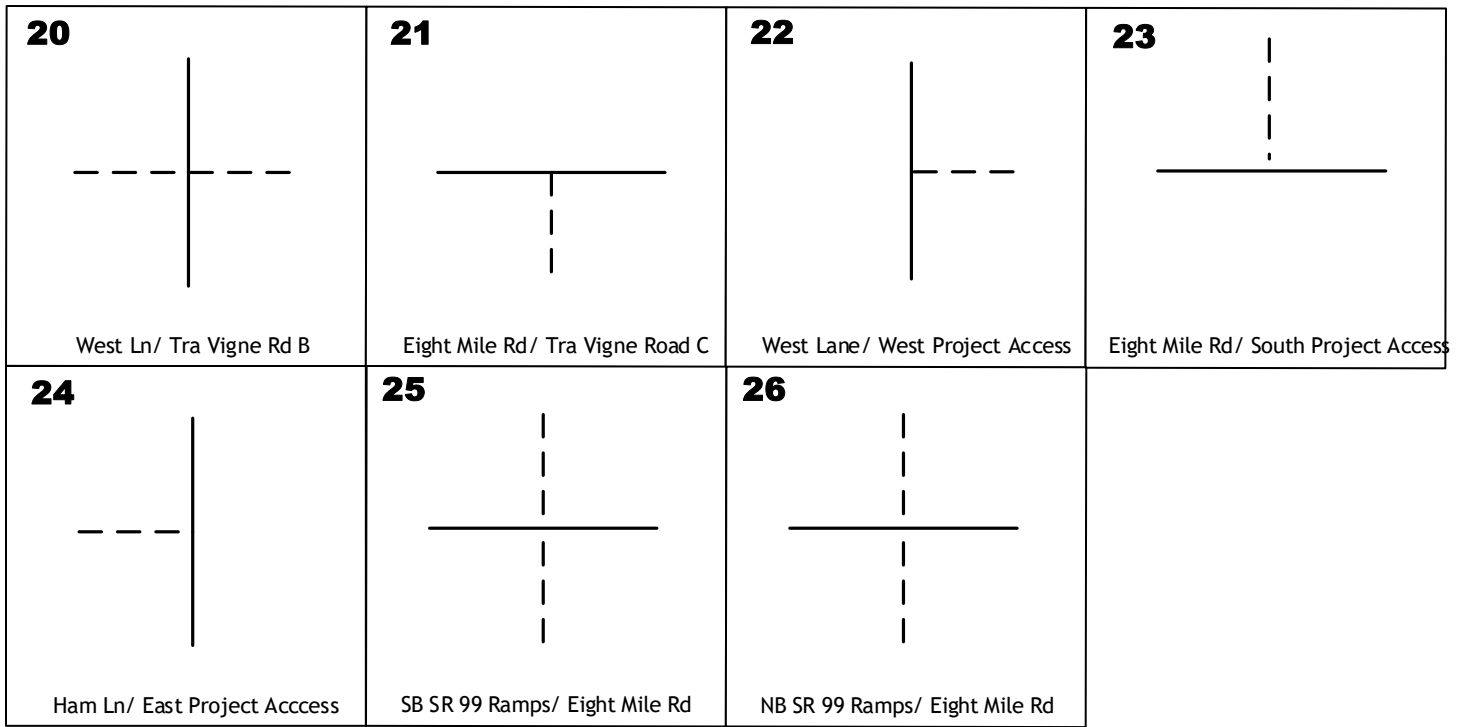 20
West Ln/ Tra Vigne Rd B
21
Eight Mile Rd/ Tra Vigne Road C
22
West Lane/ West Project Access
23
Eight Mile Rd/ South Project Access
24
Ham Ln/ East Project Acccess
25
SB SR 99 Ramps/ Eight Mile Rd
26
NB SR 99 Ramps/ Eight Mile Rd